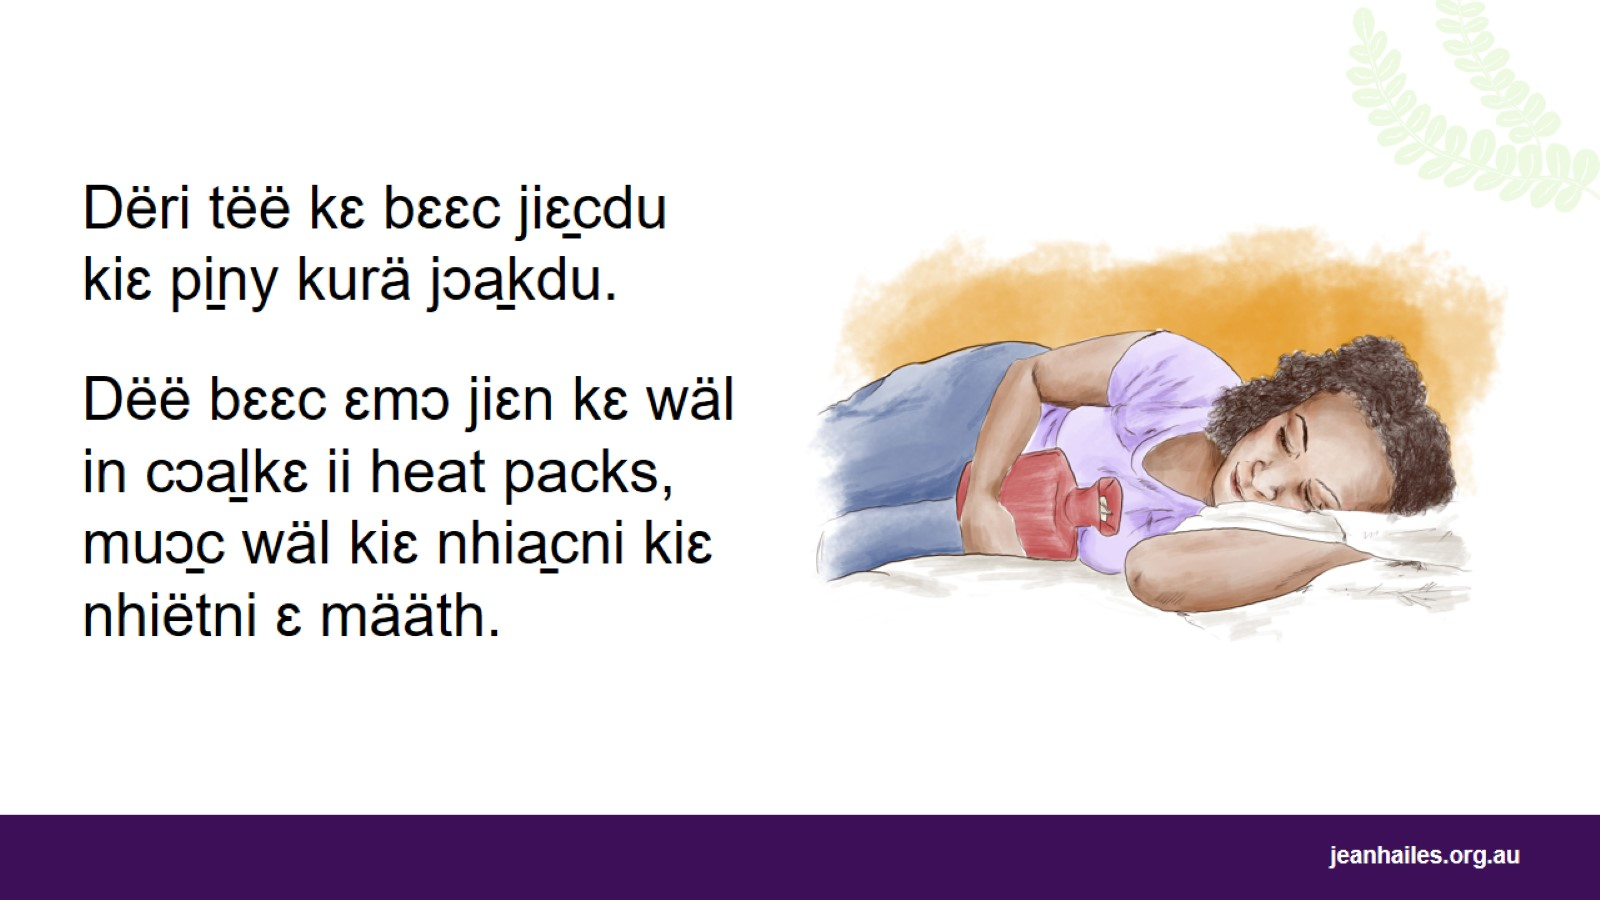 Dëri tëë kɛ bɛɛc jiɛ̱cdu
kiɛ pi̱ny kurä jɔa̱kdu.
Dëë bɛɛc ɛmɔ jiɛn kɛ wäl
in cɔa̱lkɛ ii heat packs,
muɔ̱c wäl kiɛ nhia̱cni kiɛ
nhiëtni ɛ määth.
jeanhailes.org.au